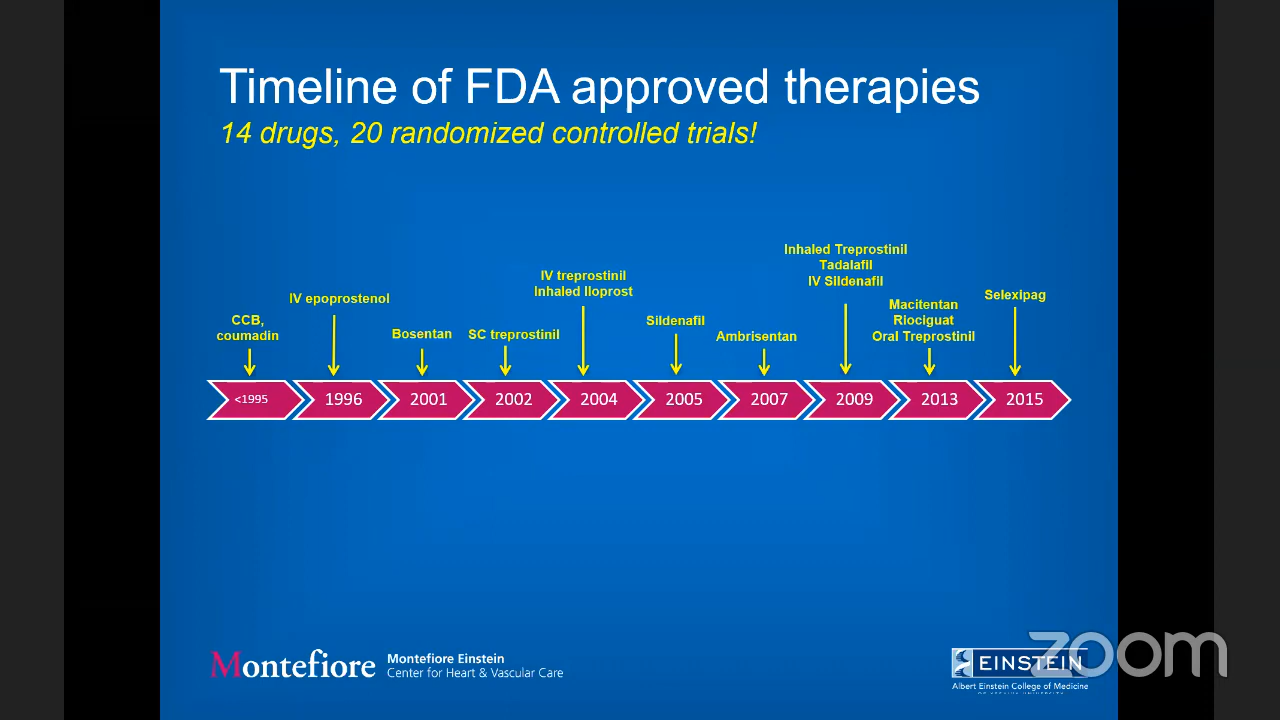 Timeline of FDA approved therapies
14 drugs, 20 randomized controlled trials!
CCB,
coumadin
IV epoprostenol
Bosentan
SC treprostinil
IV treprostinil
Inhaled Iloprost
Sildenafil
Ambrisentan
Inhaled Treprostinil
Tadalafil
IV Sildenafil
Macitentan
Riociguat
Oral Treprostinil
Selexipag
<1995
1996
2001
2002
2004
2005
2007
2009
2013
2015
Montefiore
Montefiore Einstein
Center for Heart & Vascular Care
EINSTEIN
Albert Einstein College of Medicine
zoom